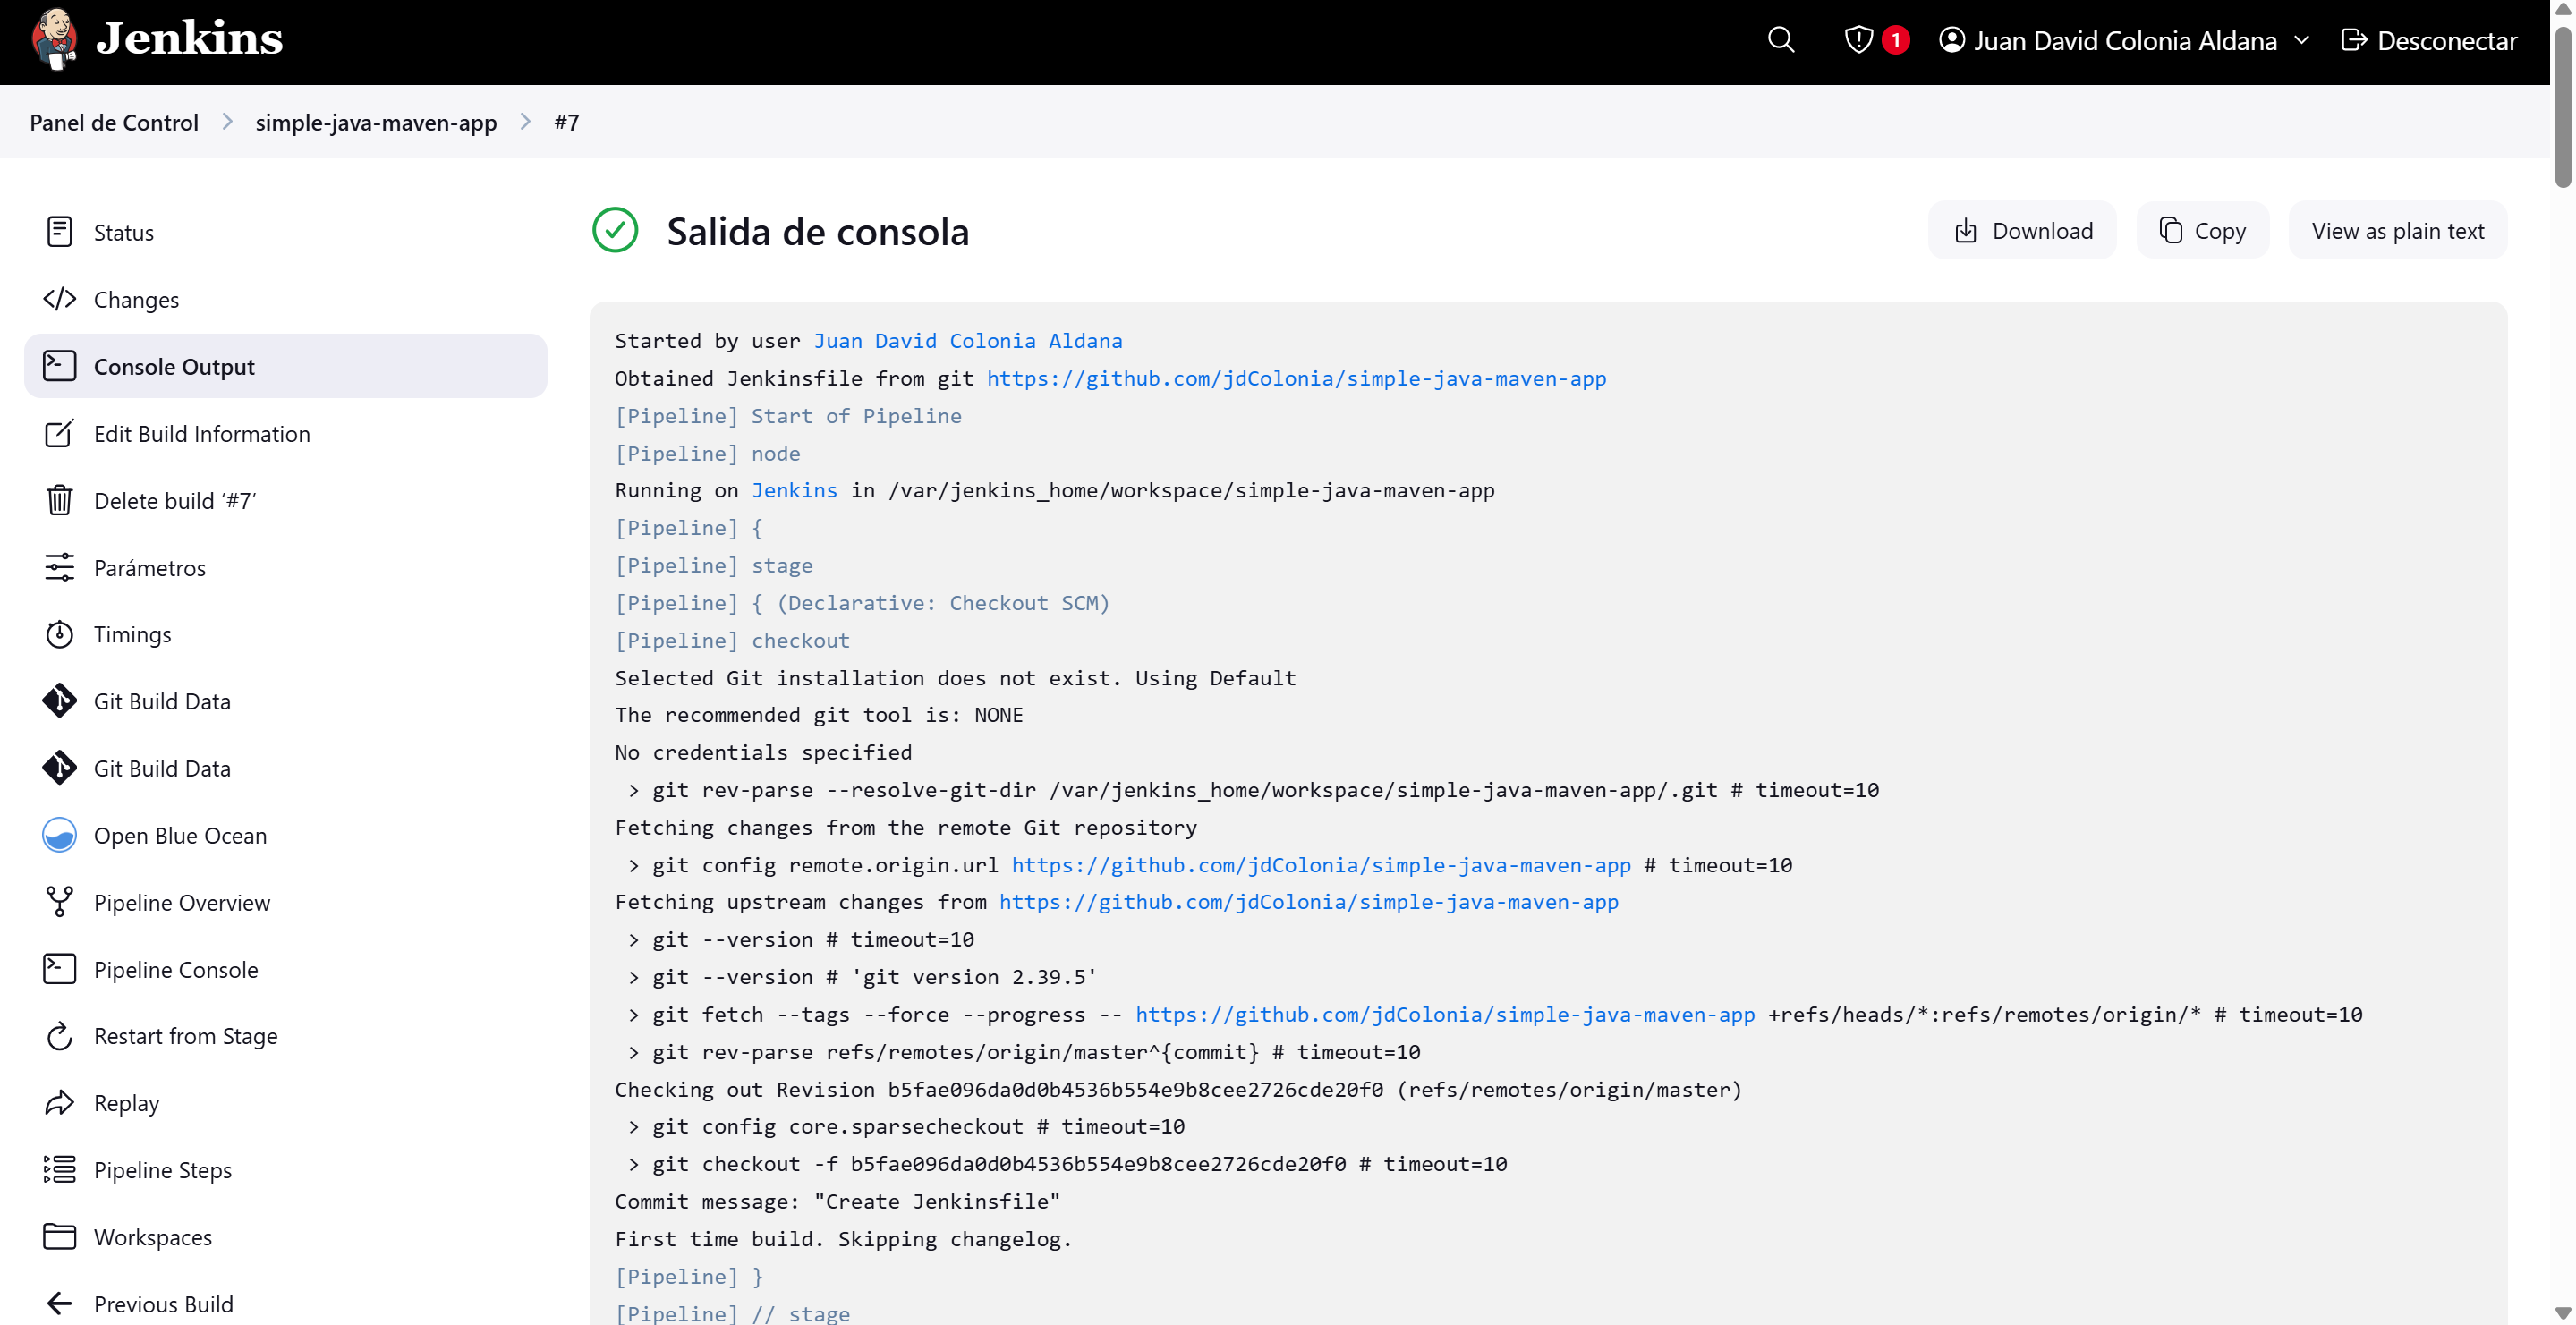 Jenkins
1
Juan David Colonia Aldana
Desconectar
Panel de Control
simple-java-maven-app
#7
Status
Changes
Console Output
Edit Build Information
Delete build ‘#7’
Parámetros
Timings
Git Build Data
Git Build Data
Open Blue Ocean
Pipeline Overview
Pipeline Console
Restart from Stage
Replay
Pipeline Steps
Workspaces
Previous Build
Salida de consola
Download
Copy
View as plain text
Started by user Juan David Colonia Aldana
Obtained Jenkinsfile from git https://github.com/jdColonia/simple-java-maven-app
[Pipeline] Start of Pipeline
[Pipeline] node
Running on Jenkins in /var/jenkins_home/workspace/simple-java-maven-app
[Pipeline] {
[Pipeline] stage
[Pipeline] { (Declarative: Checkout SCM)
[Pipeline] checkout
Selected Git installation does not exist. Using Default
The recommended git tool is: NONE
No credentials specified
> git rev-parse --resolve-git-dir /var/jenkins_home/workspace/simple-java-maven-app/.git # timeout=10
Fetching changes from the remote Git repository
> git config remote.origin.url https://github.com/jdColonia/simple-java-maven-app # timeout=10
Fetching upstream changes from https://github.com/jdColonia/simple-java-maven-app
> git --version # timeout=10
> git --version # 'git version 2.39.5'
> git fetch --tags --force --progress -- https://github.com/jdColonia/simple-java-maven-app +refs/heads/*:refs/remotes/origin/* # timeout=10
> git rev-parse refs/remotes/origin/master^{commit} # timeout=10
Checking out Revision b5fae096da0d0b4536b554e9b8cee2726cde20f0 (refs/remotes/origin/master)
> git config core.sparsecheckout # timeout=10
> git checkout -f b5fae096da0d0b4536b554e9b8cee2726cde20f0 # timeout=10
Commit message: "Create Jenkinsfile"
First time build. Skipping changelog.
[Pipeline] }
[Pipeline] // stage